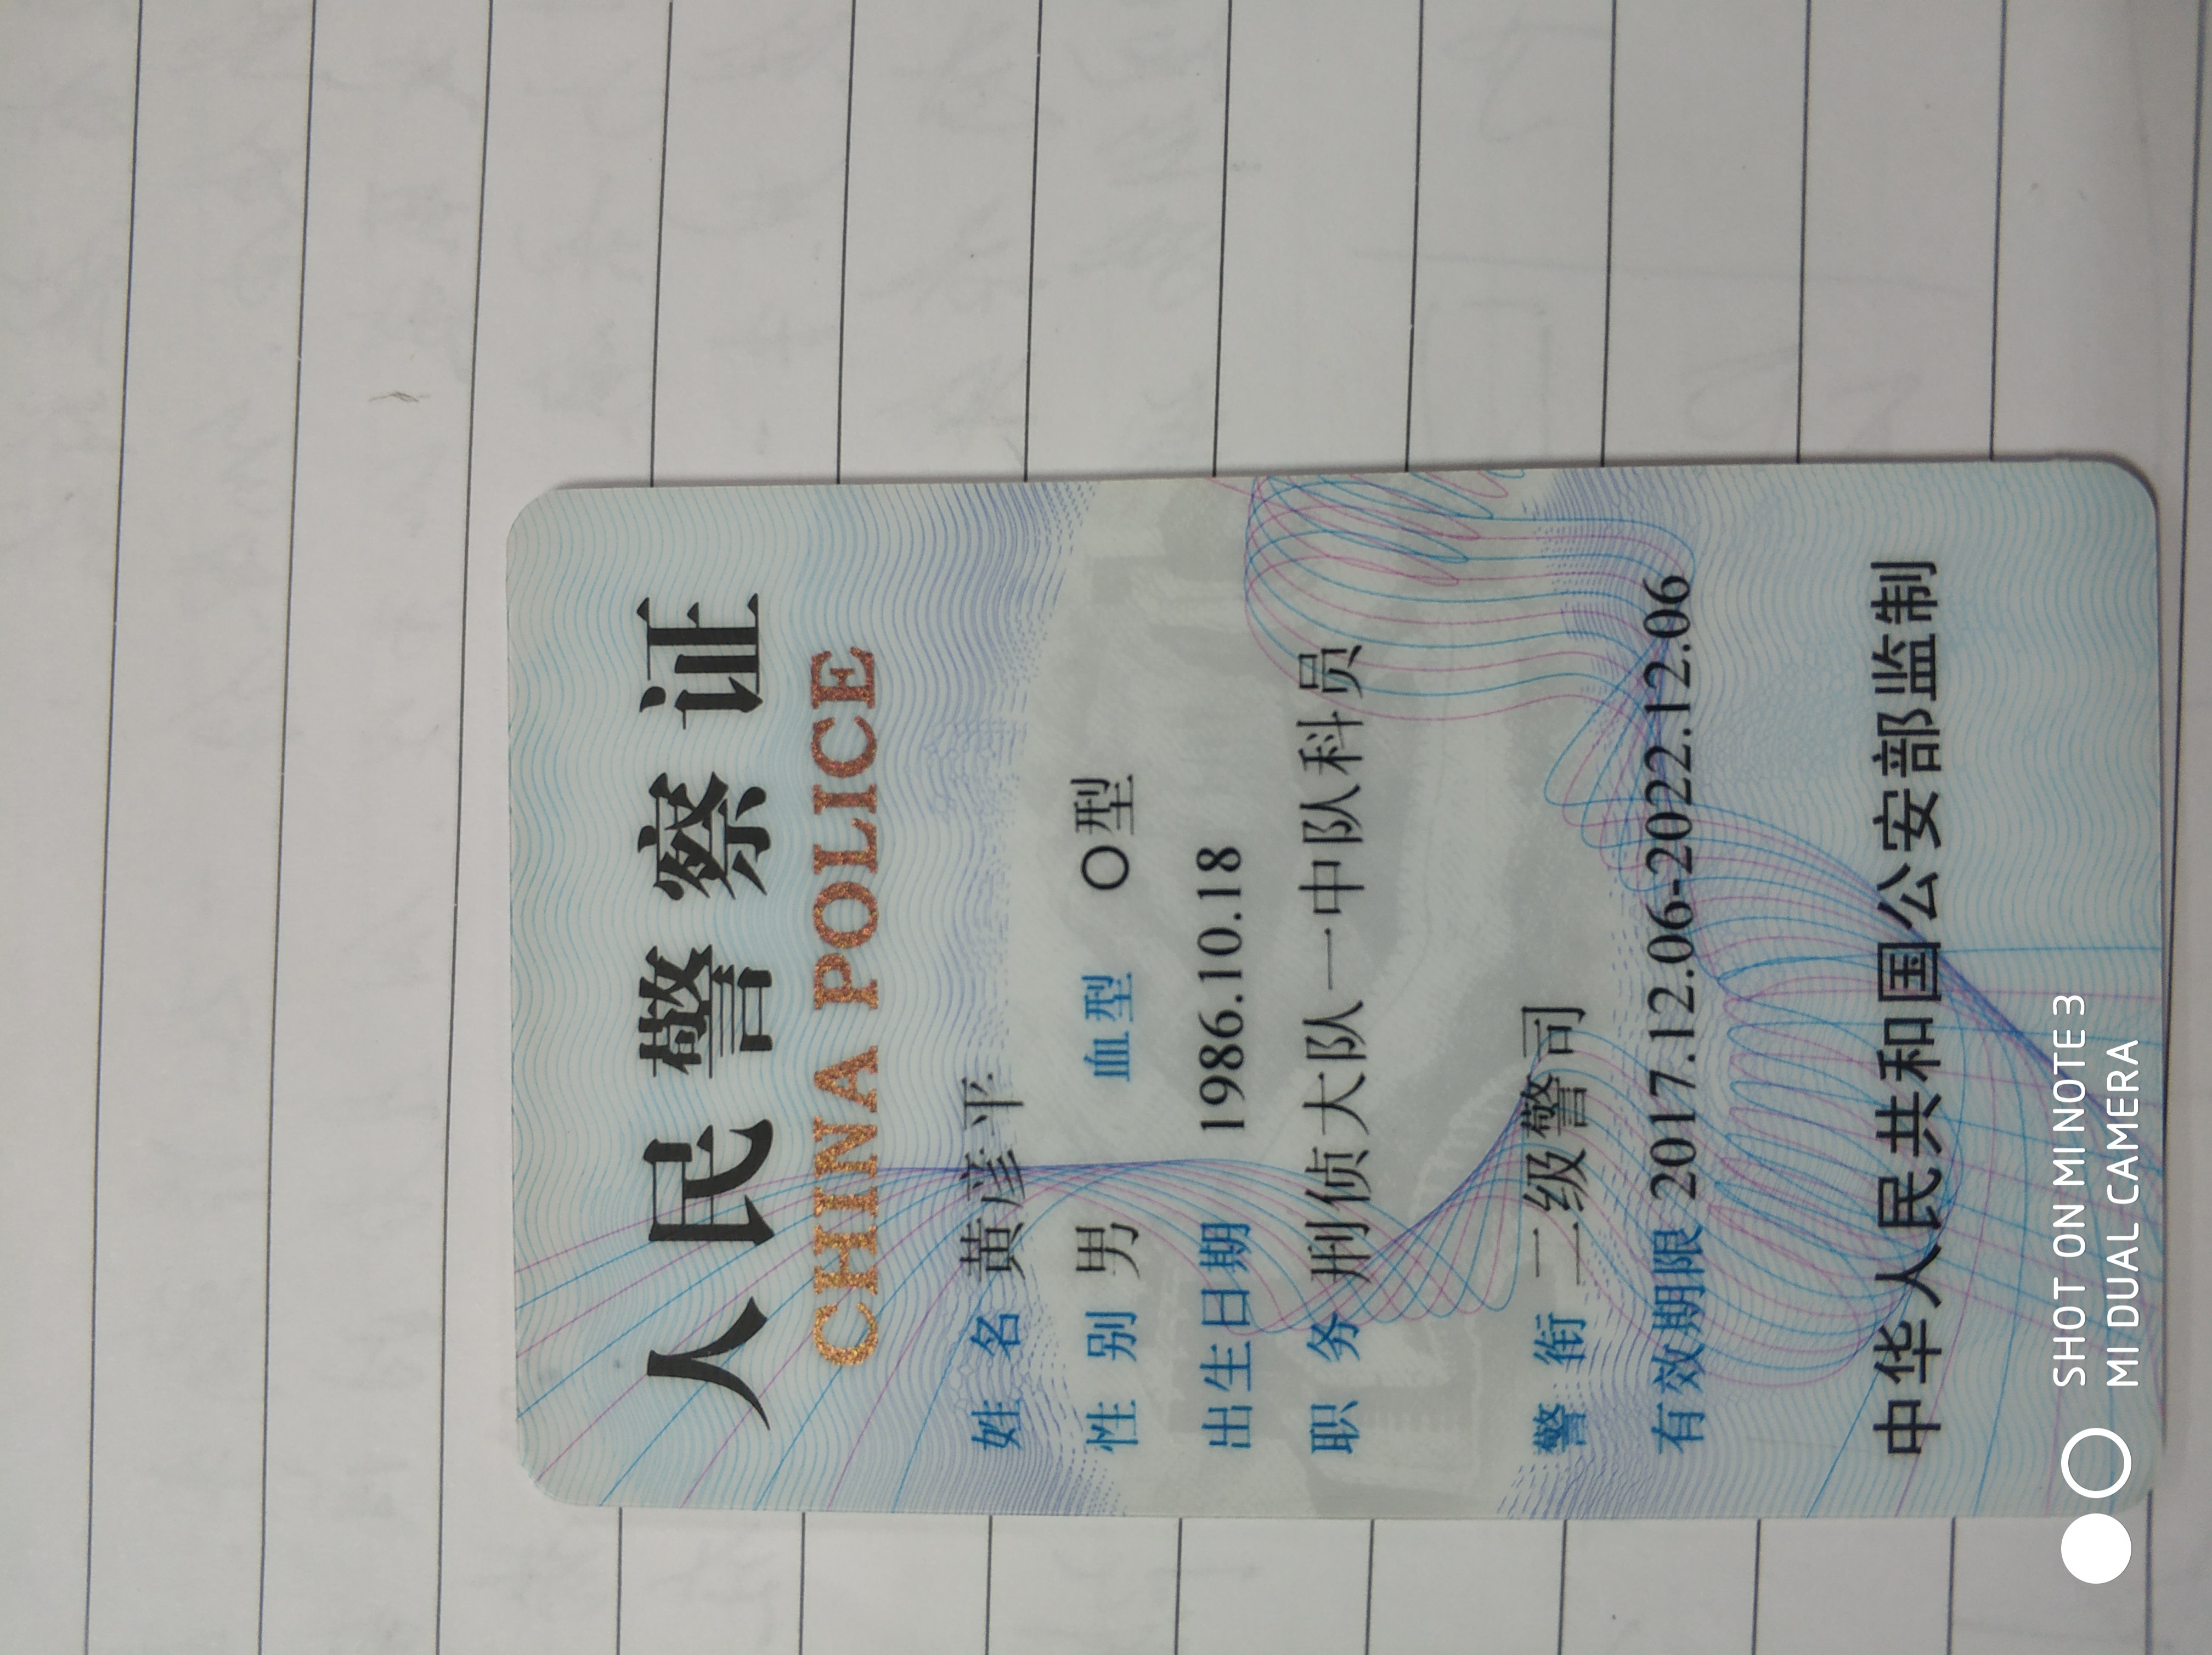 人民警察证
CHINA POLICE
姓 名 黄彦平
性 别 男 血型 O型
出生日期 1986.10.18
职 务 刑侦大队一中队科员
警 衔 二级警司
有效期限 2017.12.06-2022.12.06
中华人民共和国公安部监制
SHOT ON MI NOTE 3
MI DUAL CAMERA